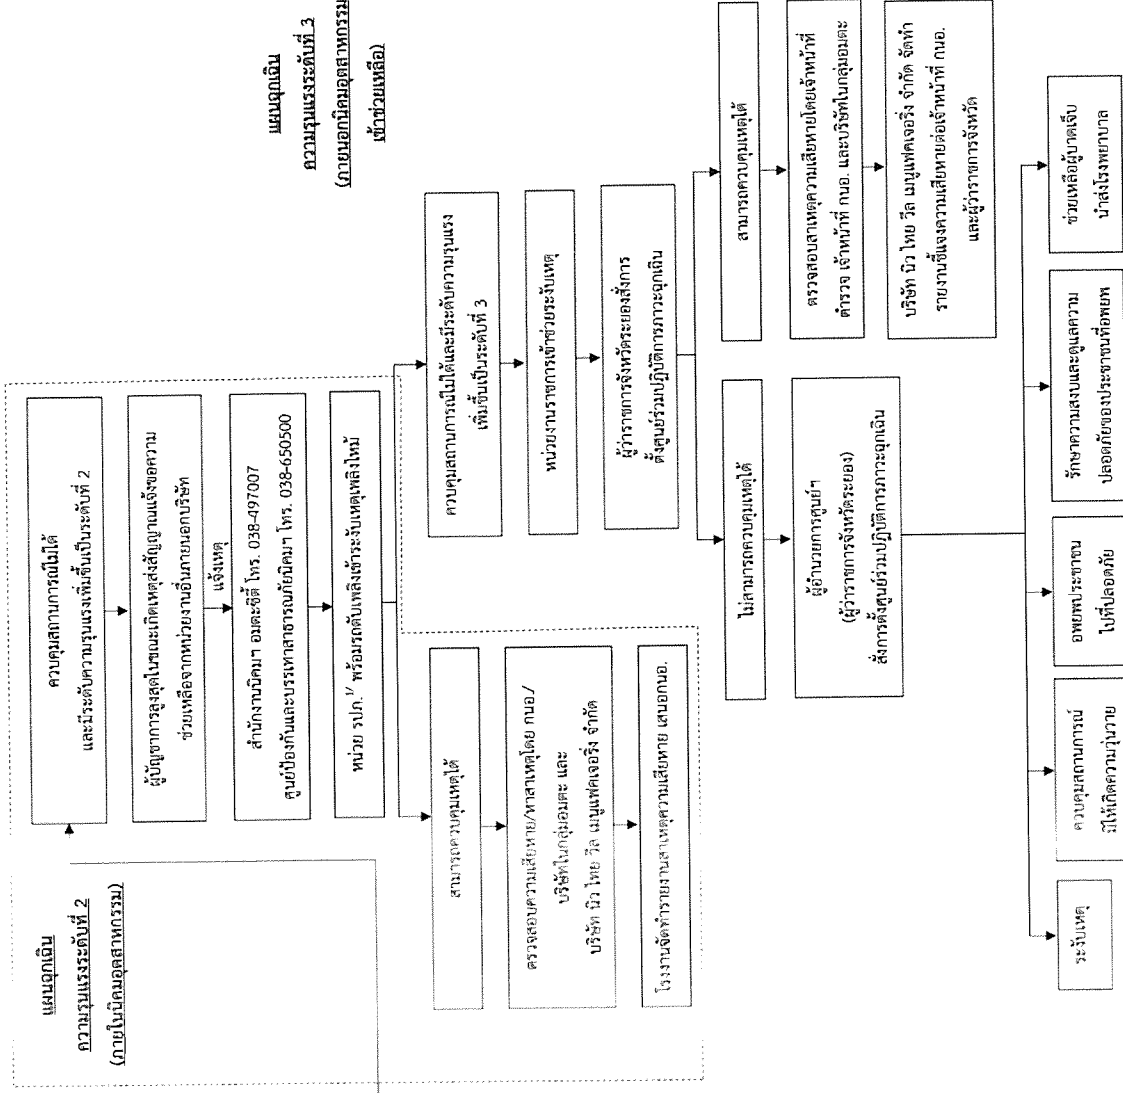 แผนฉุกเฉิน
ความรุนแรงระดับที่ 2
(ภายในนิคมอุตสาหกรรม)
ควบคุมสถานการณ์ไม่ได้
และมีระดับความรุนแรงเพิ่มขึ้นเป็นระดับที่ 2
ผู้บัญชาการสูงสุดในขณะเกิดเหตุส่งสัญญาณแจ้งขอความ
ช่วยเหลือจากหน่วยงานอื่นภายนอกบริษัท
แจ้งเหตุ
สำนักงานนิคมฯ อมตะซิตี้ โทร. 038-497007
ศูนย์ป้องกันและบรรเทาสาธารณภัยนิคมฯ โทร. 038-650500
หน่วย รปภ.1/ พร้อมรถดับเพลิงเข้าระงับเหตุเพลิงไหม้
สามารถควบคุมเหตุได้
ตรวจสอบความเสียหาย/หาสาเหตุโดย กนอ/
บริษัทในกลุ่มอมตะ และ
บริษัท นิว ไทย วีล เมนูแฟคเจอริ่ง จำกัด
โรงงานจัดทำรายงานสาเหตุความเสียหาย เสนอกนอ.
แผนฉุกเฉิน
ความรุนแรงระดับที่ 3
(ภายนอกนิคมอุตสาหกรรม
เข้าช่วยเหลือ)
ควบคุมสถานการณ์ไม่ได้และมีระดับความรุนแรง
เพิ่มขึ้นเป็นระดับที่ 3
หน่วยงานราชการเข้าช่วยระงับเหตุ
ผู้ว่าราชการจังหวัดระยองสั่งการ
ตั้งศูนย์ร่วมปฏิบัติการภาวะฉุกเฉิน
ไม่สามารถควบคุมเหตุได้
ผู้อำนวยการศูนย์ฯ
(ผู้ว่าราชการจังหวัดระยอง)
สั่งการตั้งศูนย์ร่วมปฏิบัติการภาวะฉุกเฉิน
สามารถควบคุมเหตุได้
ตรวจสอบสาเหตุความเสียหายโดยเจ้าหน้าที่
ตำรวจ เจ้าหน้าที่ กนอ. และบริษัทในกลุ่มอมตะ
บริษัท นิว ไทย วีล เมนูแฟคเจอริ่ง จำกัด จัดทำ
รายงานชี้แจงความเสียหายต่อเจ้าหน้าที่ กนอ.
และผู้ว่าราชการจังหวัด
ระงับเหตุ
ควบคุมสถานการณ์
มิให้เกิดความวุ่นวาย
อพยพประชาชน
ไปที่ปลอดภัย
รักษาความสงบและดูแลความ
ปลอดภัยของประชาชนที่อพยพ
ช่วยเหลือผู้บาดเจ็บ
นำส่งโรงพยาบาล